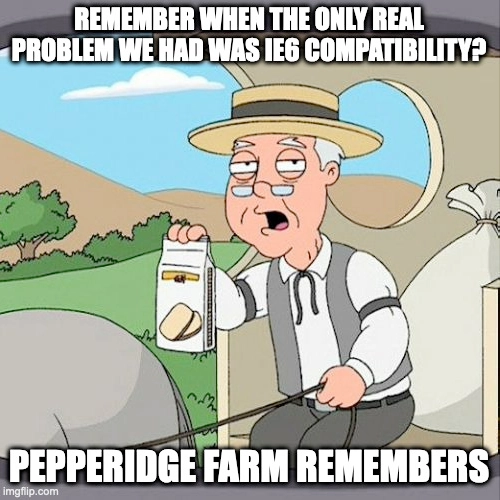 REMEMBER WHEN THE ONLY REAL
PROBLEM WE HAD WAS IE6 COMPATIBILITY?
PEPPERIDGE FARM REMEMBERS
imgflip.com